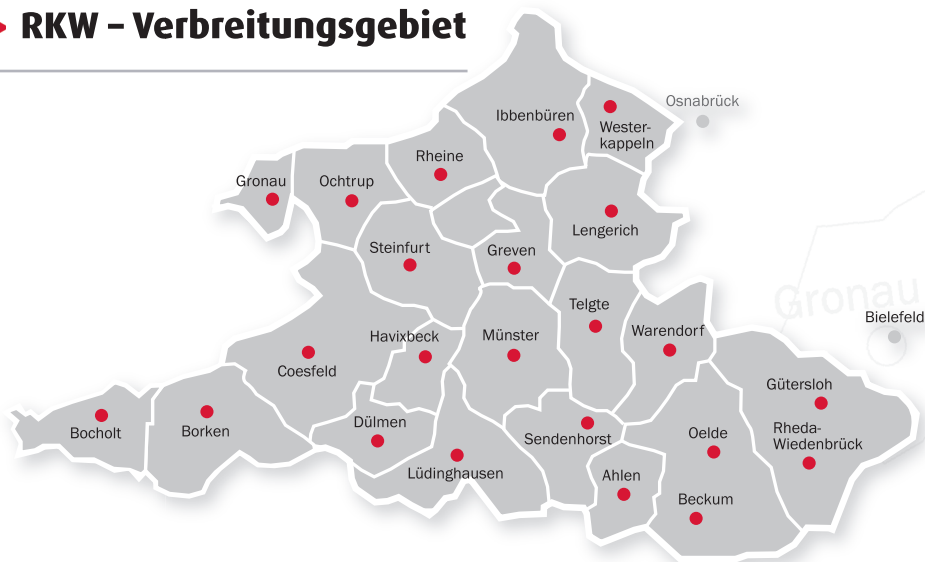 RKW – Verbreitungsgebiet
Osnabrück
Ibbenbüren
Wester-
kappeln
Rheine
Gronau
Ochtrup
Lengerich
Steinfurt
Greven
Gronau
Telgte
Bielefeld
Havixbeck
Münster
Warendorf
Coesfeld
Gütersloh
Dülmen
Bocholt
Borken
Sendenhorst
Oelde
Rheda-
Wiedenbrück
Lüdinghausen
Ahlen
Beckum